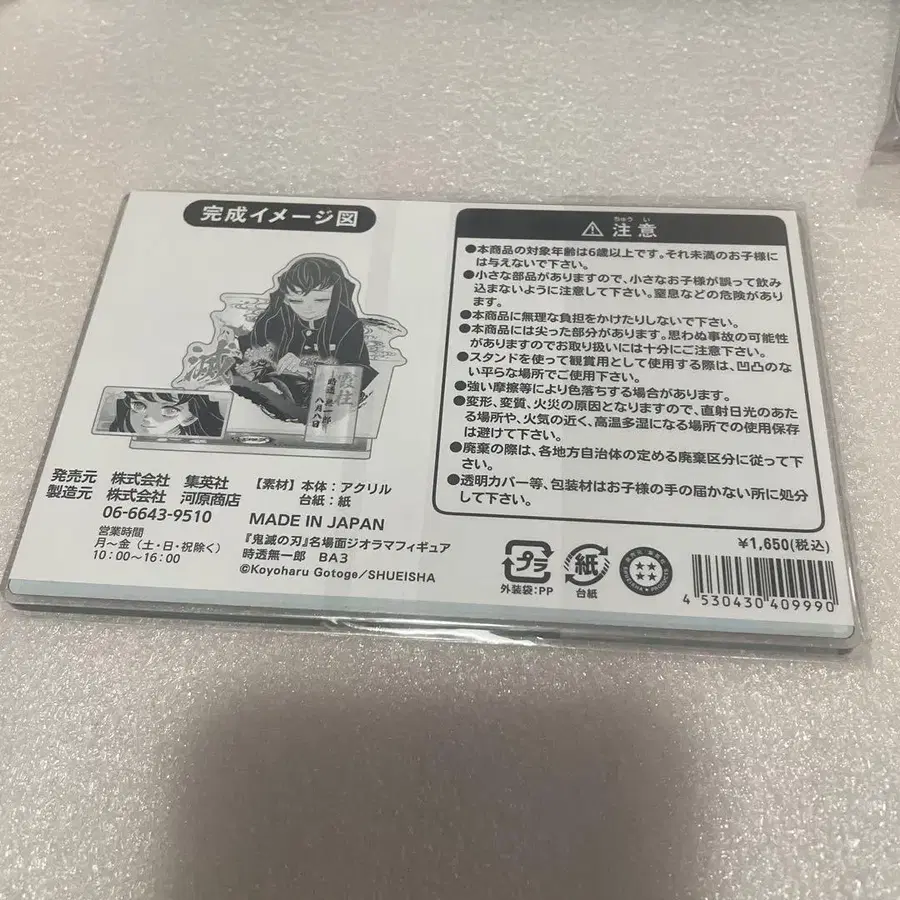 完成イメージ図
滅
霞柱
時透無一郎
八月八日
発売元 株式会社 集英社
製造元 株式会社 河原商店
06-6643-9510
営業時間
月〜金(土・日・祝除く)
10:00〜16:00
【素材】本体:アクリル
台紙:紙
MADE IN JAPAN
『鬼滅の刃』名場面ジオラマフィギュア
時透無一郎 BA3
©Koyoharu Gotoge/SHUEISHA
ちゅう い
⚠ 注意
●本商品の対象年齢は6歳以上です。それ未満のお子様に
は与えないで下さい。
●小さな部品がありますので、小さなお子様が誤って飲み
込まないように注意して下さい。窒息などの危険があり
ます。
●本商品に無理な負担をかけたりしないで下さい。
●本商品には尖った部分があります。思わぬ事故の可能性
がありますのでお取り扱いには十分にご注意下さい。
●スタンドを使って観賞用として使用する際は、凹凸のな
い平らな場所でご使用下さい。
●強い摩擦等により色落ちする場合があります。
●変形、変質、火災の原因となりますので、直射日光のあた
る場所や、火気の近く、高温多湿になる場所での使用保存
は避けて下さい。
●廃棄の際は、各地方自治体の定める廃棄区分に従って下
さい。
●透明カバー等、包装材はお子様の手の届かない所に処分
して下さい。
¥1,650(税込)
プラ
外装袋:PP
紙
台紙
4 530430 409990